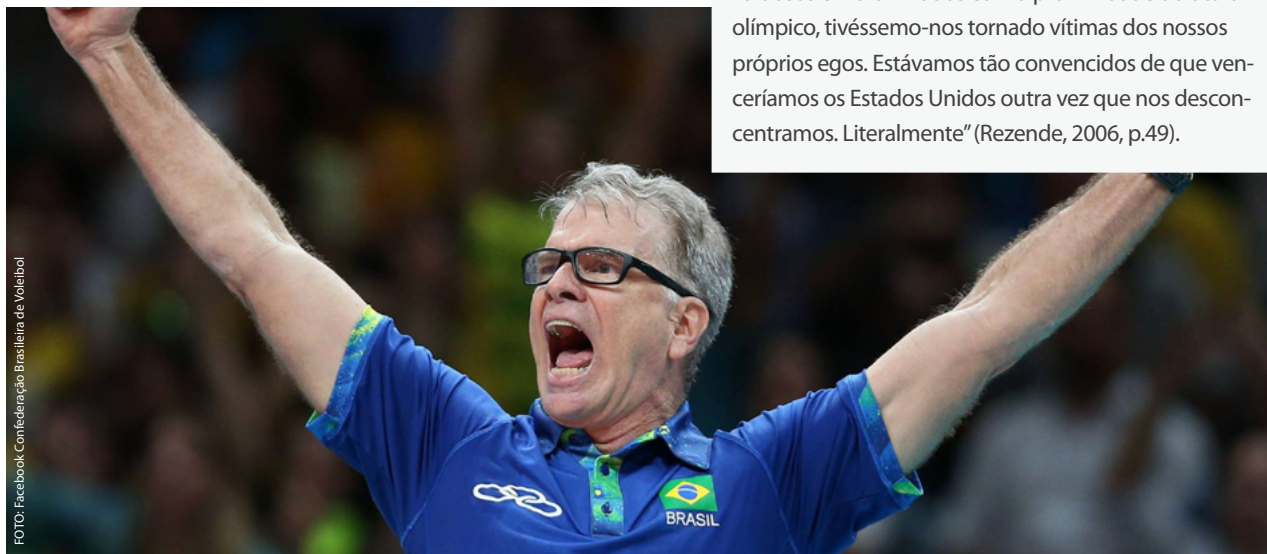 olímpico, tivéssemo-nos tornado vítimas dos nossos
próprios egos. Estávamos tão convencidos de que ven-
ceríamos os Estados Unidos outra vez que nos descon-
centramos. Literalmente” (Rezende, 2006, p.49).
FOTO: Facebook Confederação Brasileira de Voleibol
BRASIL